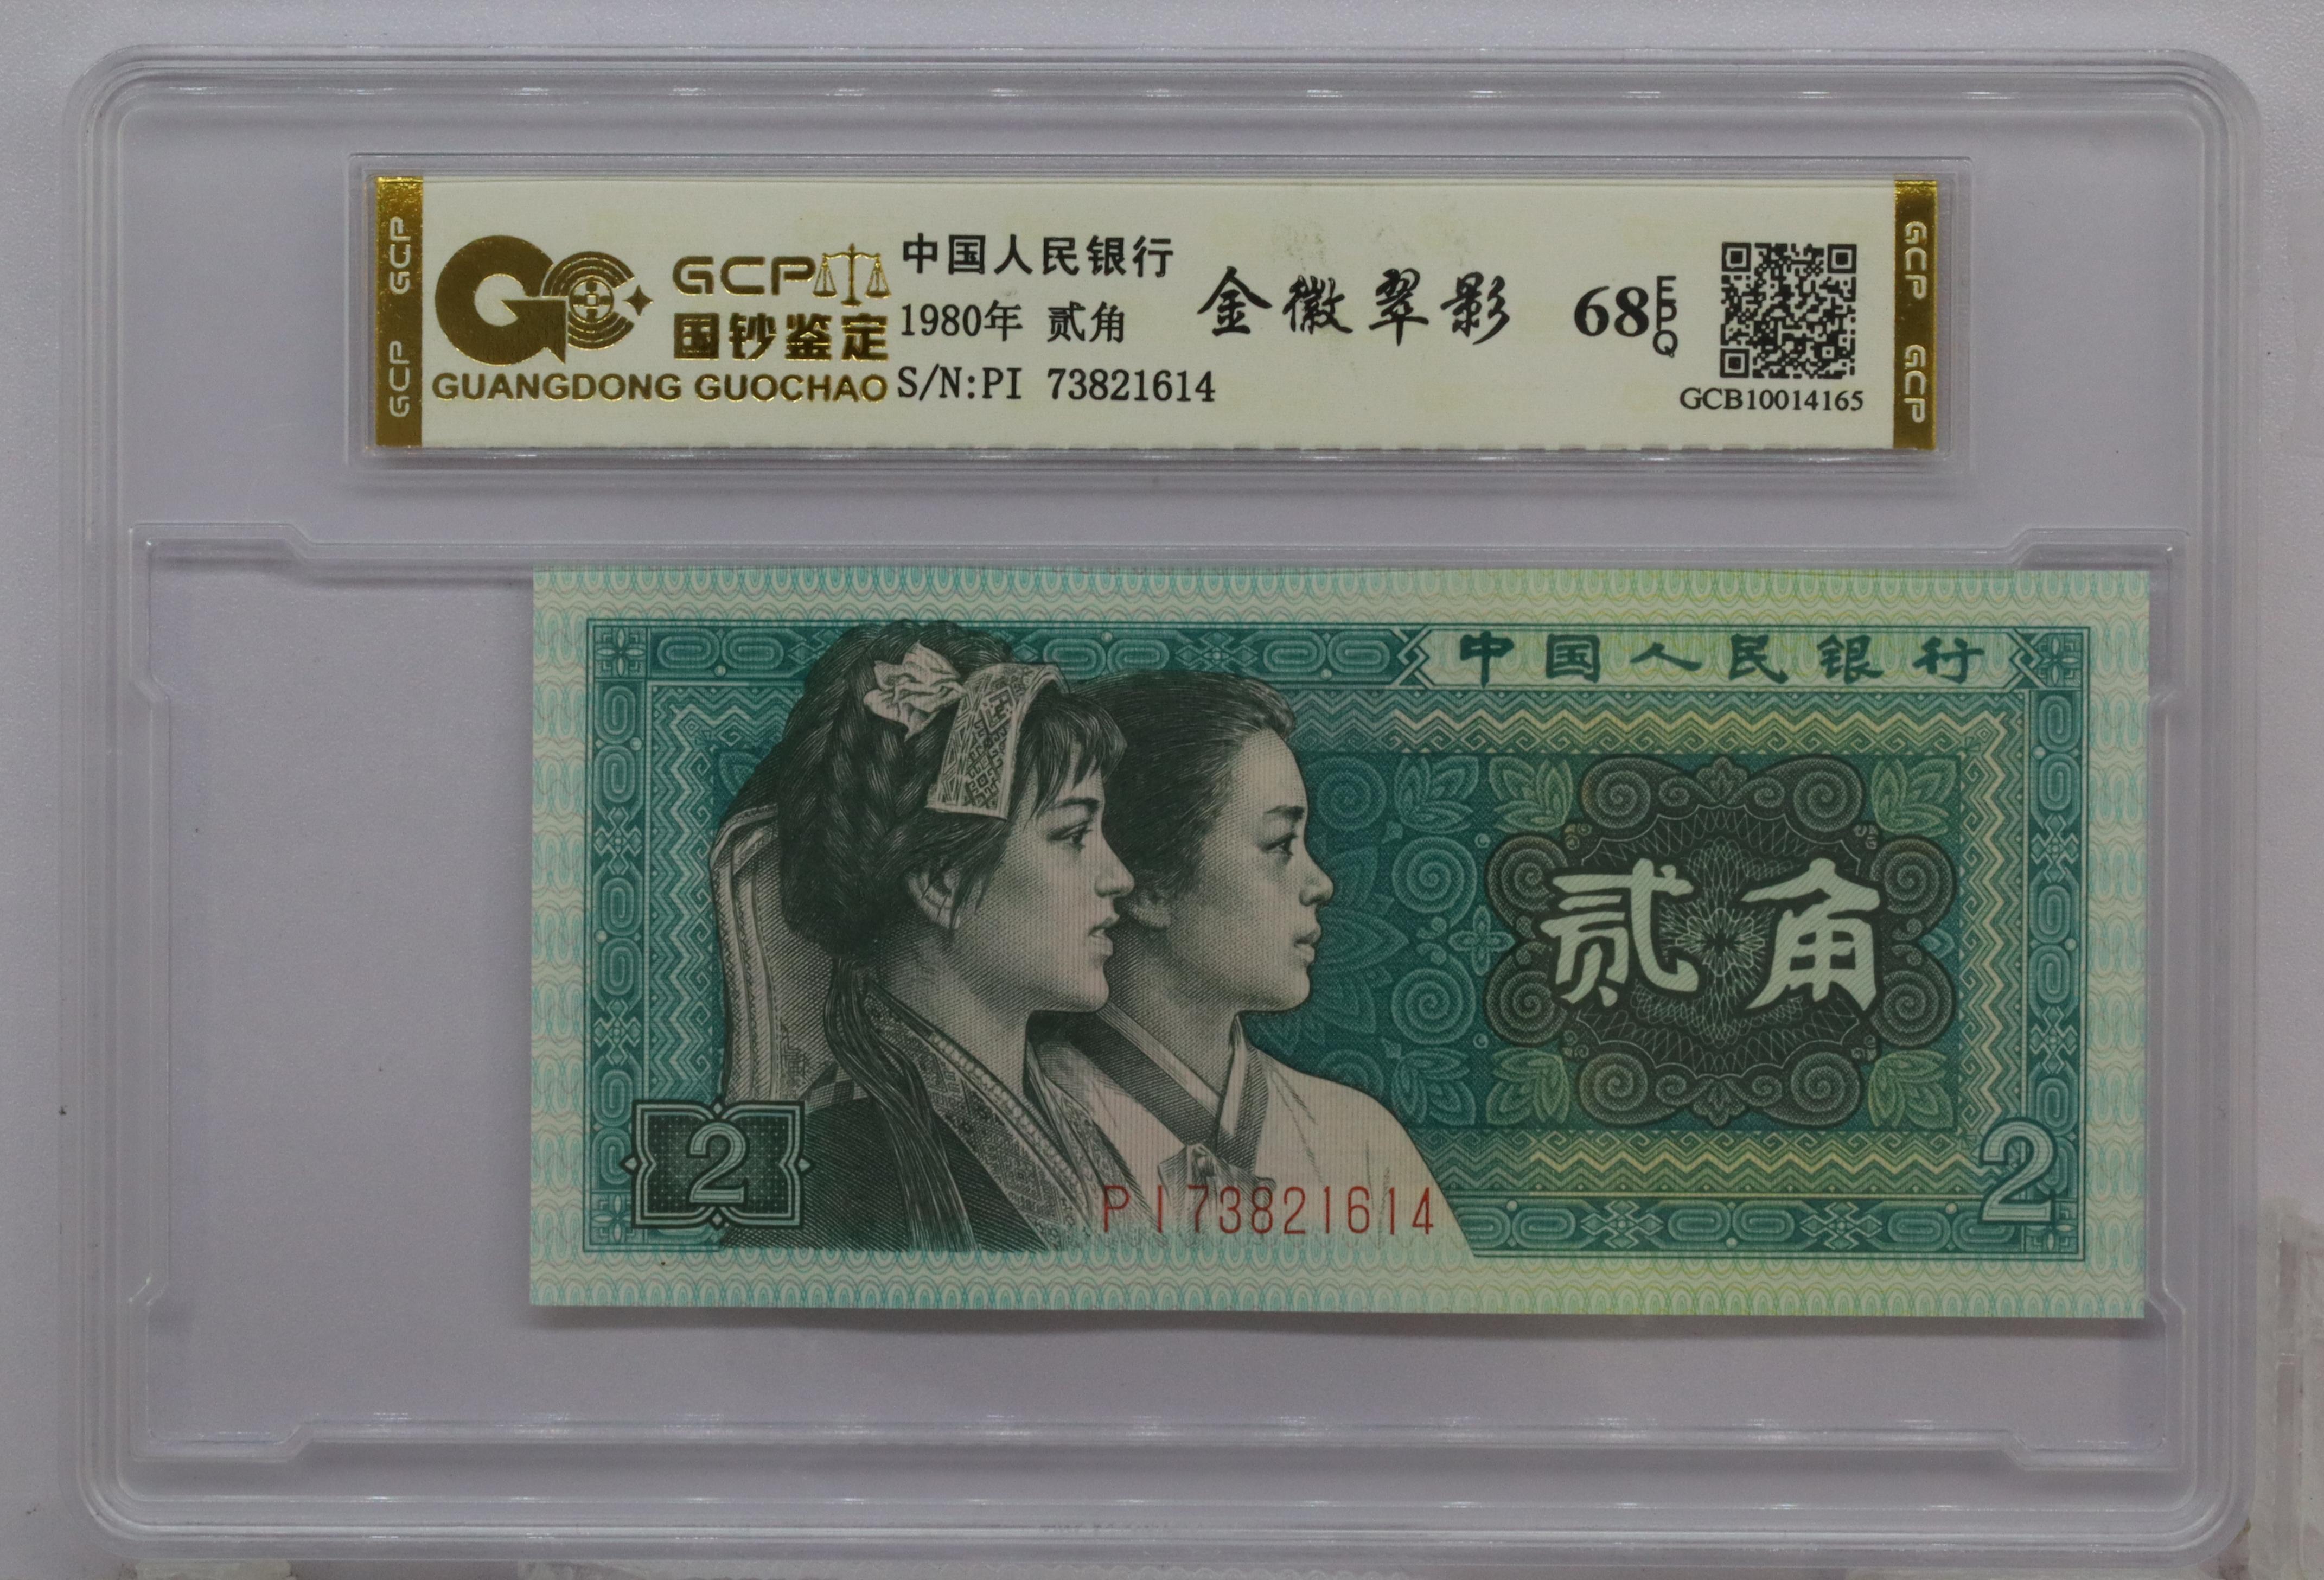 GCP GCP
GCP
国钞鉴定
GUANGDONG GUOCHAO
中国人民银行
1980年 贰角
S/N:PI 73821614
金徽翠影
68 EPQ
GCB10014165
GCP GCP
中国人民银行
贰角
2
PI73821614
2